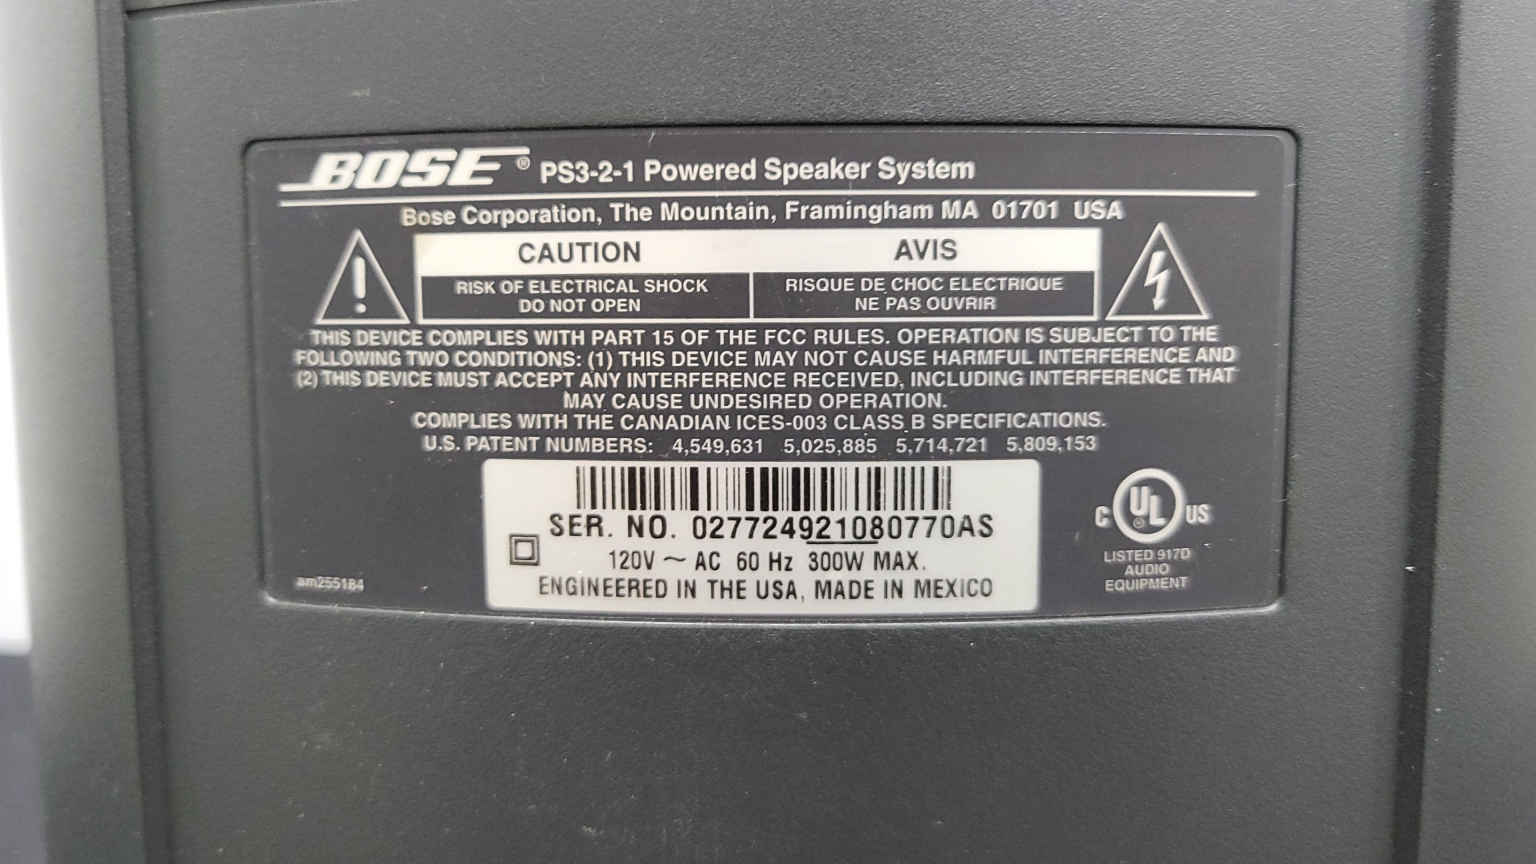 BOSE® PS3-2-1 Powered Speaker System
Bose Corporation, The Mountain, Framingham MA 01701 USA
CAUTION
RISK OF ELECTRICAL SHOCK
DO NOT OPEN
AVIS
RISQUE DE CHOC ELECTRIQUE
NE PAS OUVRIR
THIS DEVICE COMPLIES WITH PART 15 OF THE FCC RULES. OPERATION IS SUBJECT TO THE
FOLLOWING TWO CONDITIONS: (1) THIS DEVICE MAY NOT CAUSE HARMFUL INTERFERENCE AND
(2) THIS DEVICE MUST ACCEPT ANY INTERFERENCE RECEIVED, INCLUDING INTERFERENCE THAT
MAY CAUSE UNDESIRED OPERATION.
COMPLIES WITH THE CANADIAN ICES-003 CLASS B SPECIFICATIONS.
U.S. PATENT NUMBERS: 4,549,631 5,025,885 5,714,721 5,809,153
SER. NO. 027724921080770AS
120V ~ AC 60 Hz 300W MAX.
ENGINEERED IN THE USA, MADE IN MEXICO
am255184
C UL® US
LISTED 917D
AUDIO
EQUIPMENT